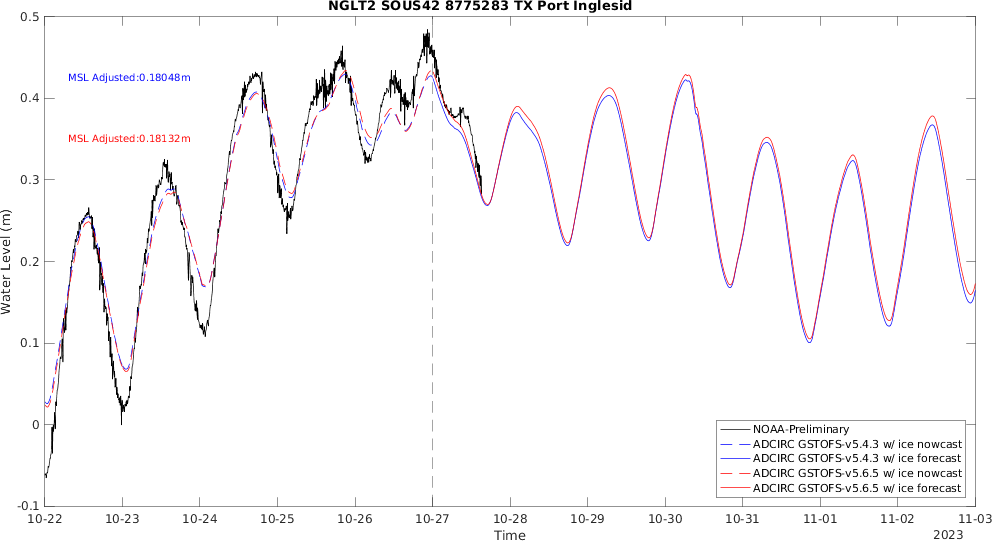 NGLT2 SOUS42 8775283 TX Port Inglesid
0.5
0.4
0.3
0.2
0.1
0
-0.1
Water Level (m)
MSL Adjusted:0.18048m
MSL Adjusted:0.18132m
NOAA-Preliminary
ADCIRC GSTOFS-v5.4.3 w/ ice nowcast
ADCIRC GSTOFS-v5.4.3 w/ ice forecast
ADCIRC GSTOFS-v5.6.5 w/ ice nowcast
ADCIRC GSTOFS-v5.6.5 w/ ice forecast
10-22 10-23 10-24 10-25 10-26 10-27 10-28 10-29 10-30 10-31 11-01 11-02 11-03
Time
2023